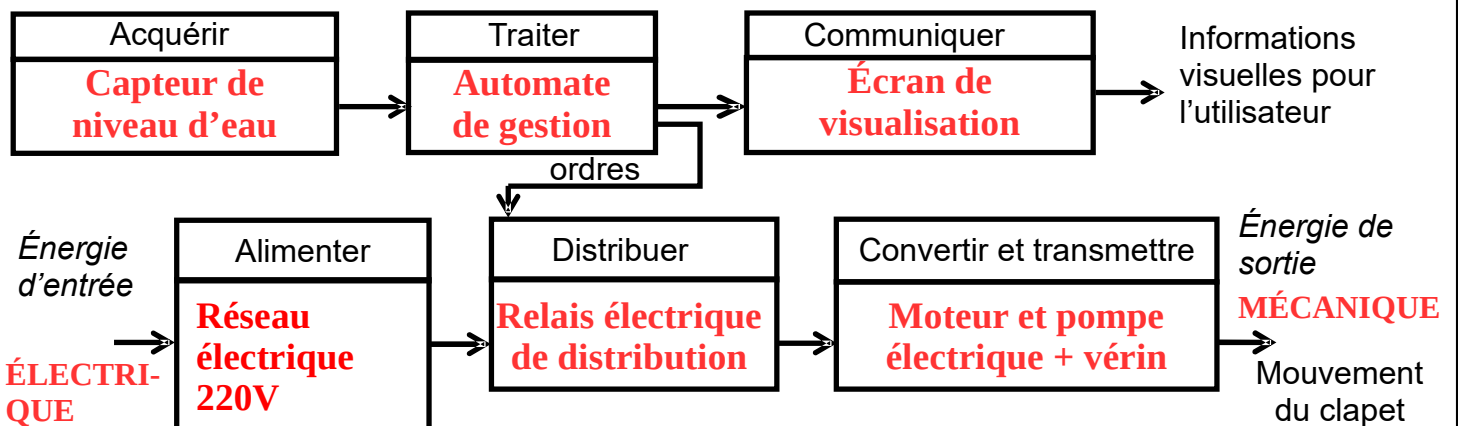 Acquérir
Capteur de
niveau d’eau
Traiter
Automate
de gestion
Communiquer
Écran de
visualisation
Informations
visuelles pour
l’utilisateur
ordres
Énergie
d’entrée
ÉLECTRI-
QUE
Alimenter
Réseau
électrique
220V
Distribuer
Relais électrique
de distribution
Convertir et transmettre
Moteur et pompe
électrique + vérin
Énergie de
sortie
MÉCANIQUE
Mouvement
du clapet